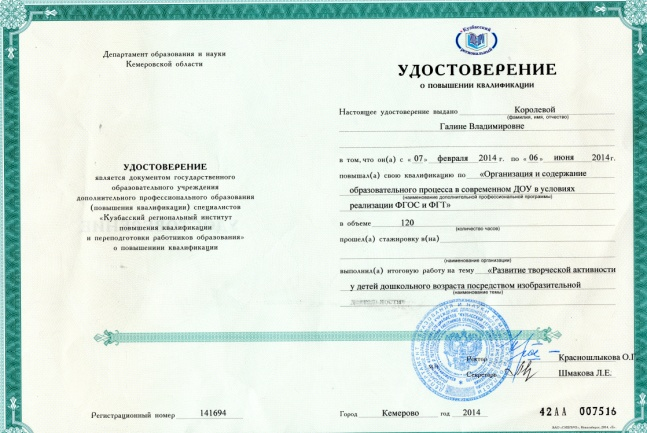 Департамент образования и науки
Кемеровской области
УДОСТОВЕРЕНИЕ
является документом государственного
образовательного учреждения
дополнительного профессионального образования
(повышения квалификации) специалистов
«Кузбасский региональный институт
повышения квалификации
и переподготовки работников образования»
о повышении квалификации
Регистрационный номер 141694
Кузбасский
региональный
УДОСТОВЕРЕНИЕ
О ПОВЫШЕНИИ КВАЛИФИКАЦИИ
Настоящее удостоверение выдано Королевой
(фамилия, имя, отчество)
Галине Владимировне
в том, что он(а) с «07» февраля 2014 г. по «06» июня 2014г.
повышал(а) свою квалификацию по «Организация и содержание
образовательного процесса в современном ДОУ в условиях
(наименование дополнительной профессиональной программы)
реализации ФГОС и ФГТ»
в объеме 120
(количество часов)
прошел(а) стажировку в(на)
(наименование организации)
выполнил(а) итоговую работу на тему «Развитие творческой активности
у детей дошкольного возраста посредством изобразительной
(наименование темы)
деятельности»
Ректор Красношлыкова О.Г.
Секретарь Шмакова Л.Е.
Город Кемерово год 2014
42АА 007516